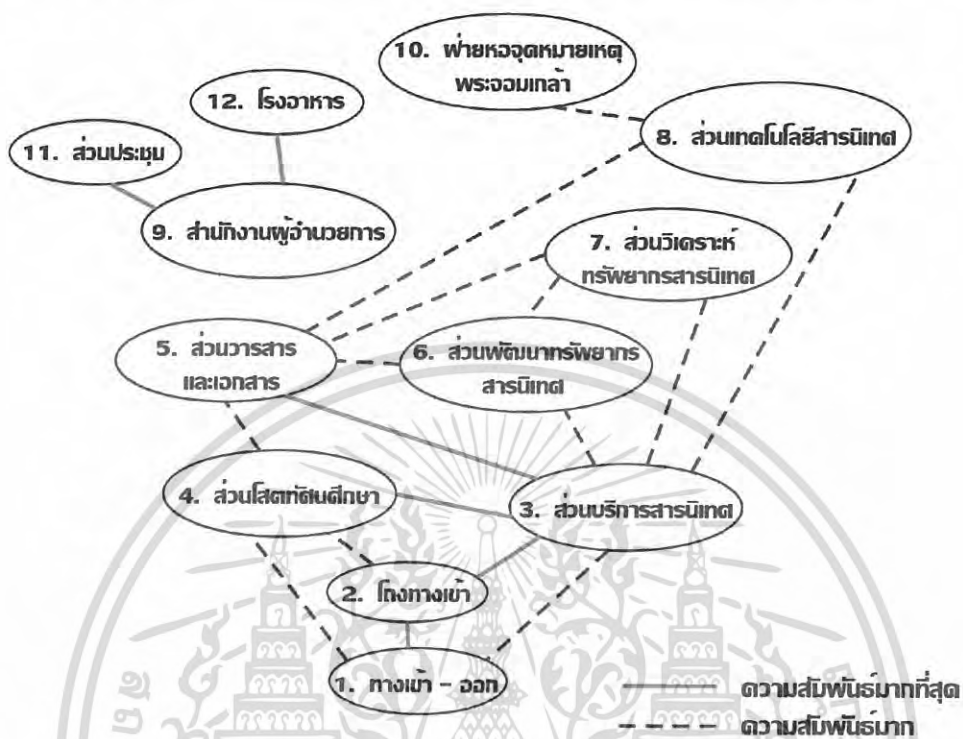 10. ฝ่ายหอจดหมายเหตุ
พระจอมเกล้า
12. โรงอาหาร
8. ส่วนเทคโนโลยีสารนิเทศ
11. ส่วนประชุม
9. สำนักงานผู้อำนวยการ
7. ส่วนวิเคราะห์
ทรัพยากรสารนิเทศ
5. ส่วนวารสาร
และเอกสาร
6. ส่วนพัฒนาทรัพยากร
สารนิเทศ
4. ส่วนโสตทัศนศึกษา
3. ส่วนบริการสารนิเทศ
2. โถงทางเข้า
1. ทางเข้า - ออก
ความสัมพันธ์มากที่สุด
ความสัมพันธ์มาก